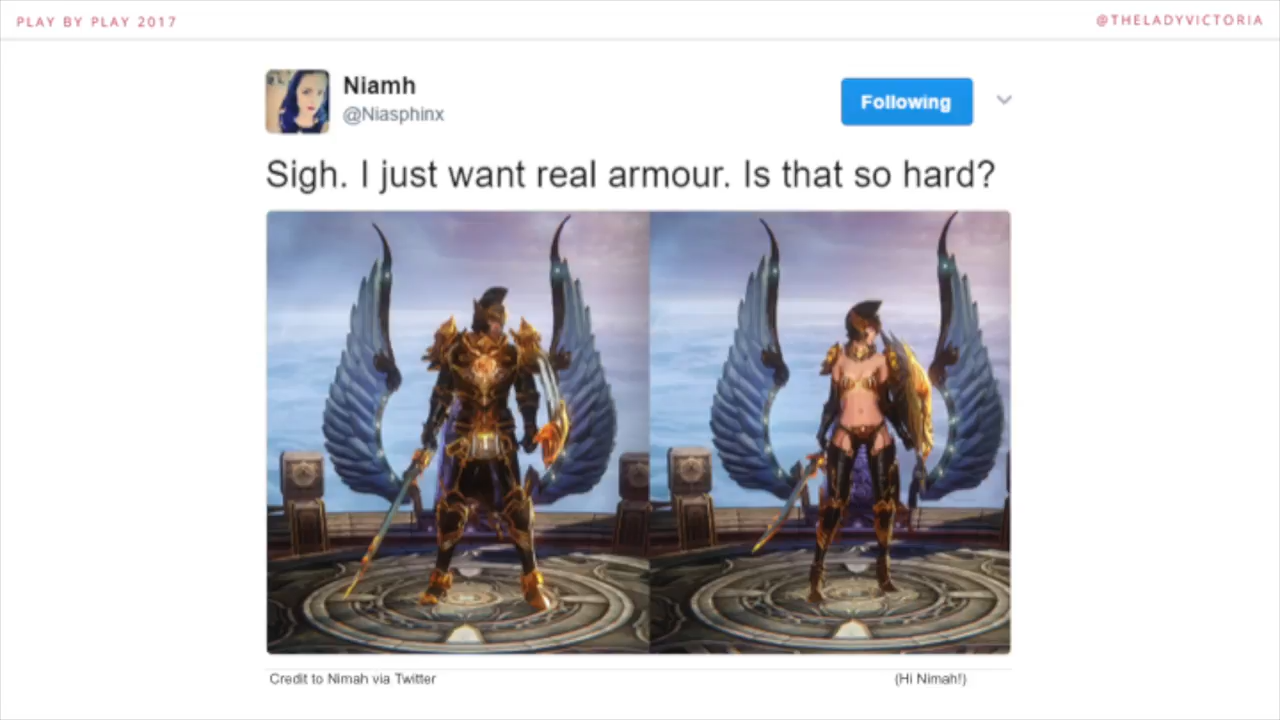 PLAY BY PLAY 2017
@THELADYVICTORIA
Niamh
@Niasphinx
Following
Sigh. I just want real armour. Is that so hard?
Credit to Nimah via Twitter
(Hi Nimah!)